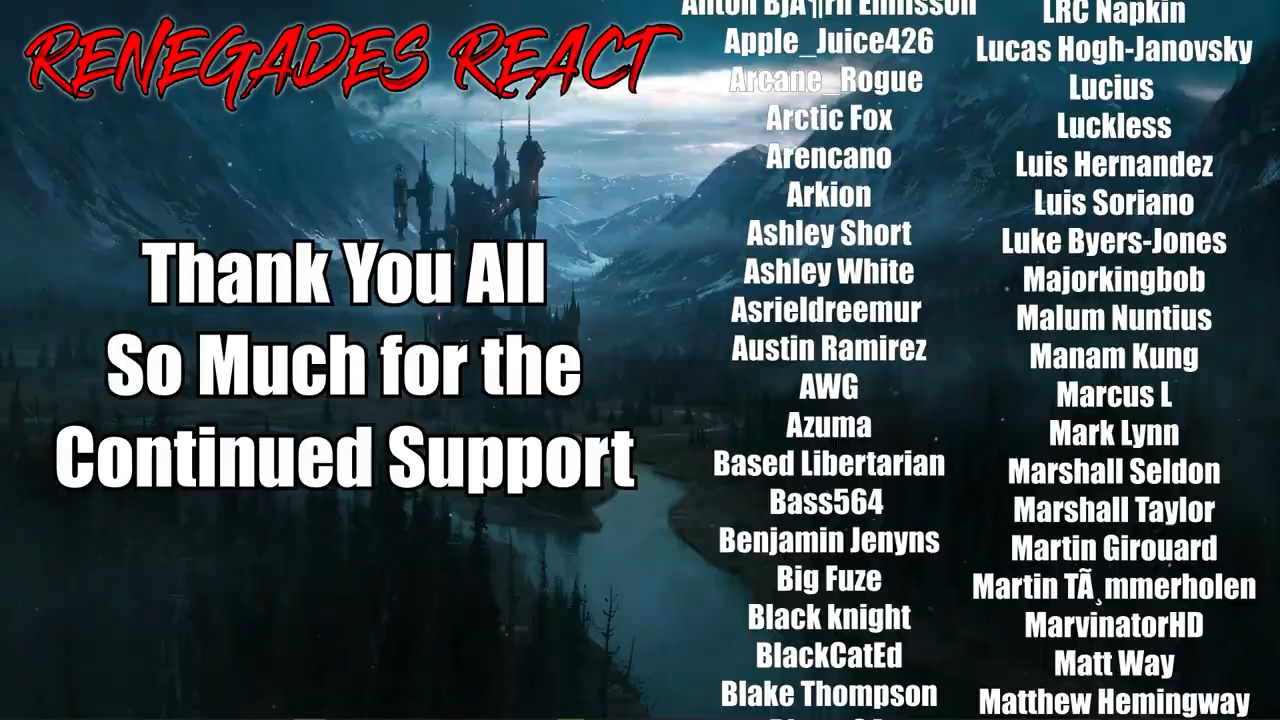 RENEGADES REACT
Thank You All
So Much for the
Continued Support
Apple_Juice426
Arcane_Rogue
Arctic Fox
Arencano
Arkion
Ashley Short
Ashley White
Asrieldreemur
Austin Ramirez
AWG
Azuma
Based Libertarian
Bass564
Benjamin Jenyns
Big Fuze
Black knight
BlackCatEd
Blake Thompson
LRC Napkin
Lucas Hogh-Janovsky
Lucius
Luckless
Luis Hernandez
Luis Soriano
Luke Byers-Jones
Majorkingbob
Malum Nuntius
Manam Kung
Marcus L
Mark Lynn
Marshall Seldon
Marshall Taylor
Martin Girouard
Martin TÃ¸mmerholen
MarvinatorHD
Matt Way
Matthew Hemingway